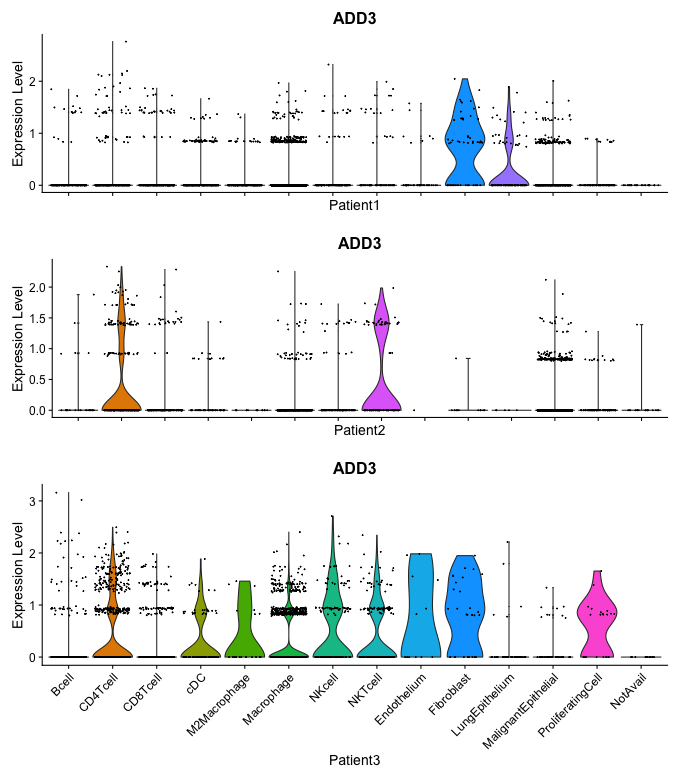 ADD3
Expression Level
2
1
0
Patient1
ADD3
Expression Level
2.0
1.5
1.0
0.5
0.0
Patient2
ADD3
Expression Level
3
2
1
0
Bcell
CD4Tcell
CD8Tcell
cDC
M2Macrophage
Macrophage
NKcell
NKTcell
Endothelium
Fibroblast
LungEpithelium
MalignantEpithelial
ProliferatingCell
NotAvail
Patient3